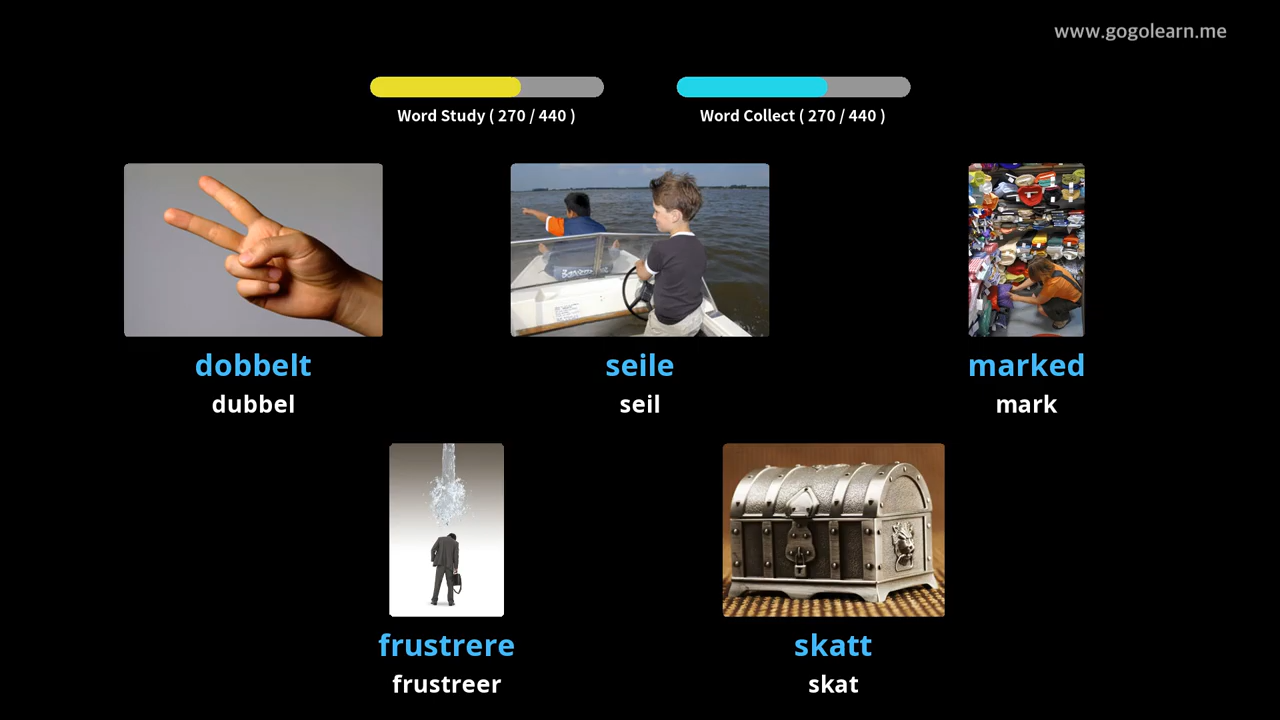 www.gogolearn.me
Word Study ( 270 / 440 )
Word Collect ( 270 / 440 )
dobbelt
dubbel
seile
seil
marked
mark
frustrere
frustreer
skatt
skat